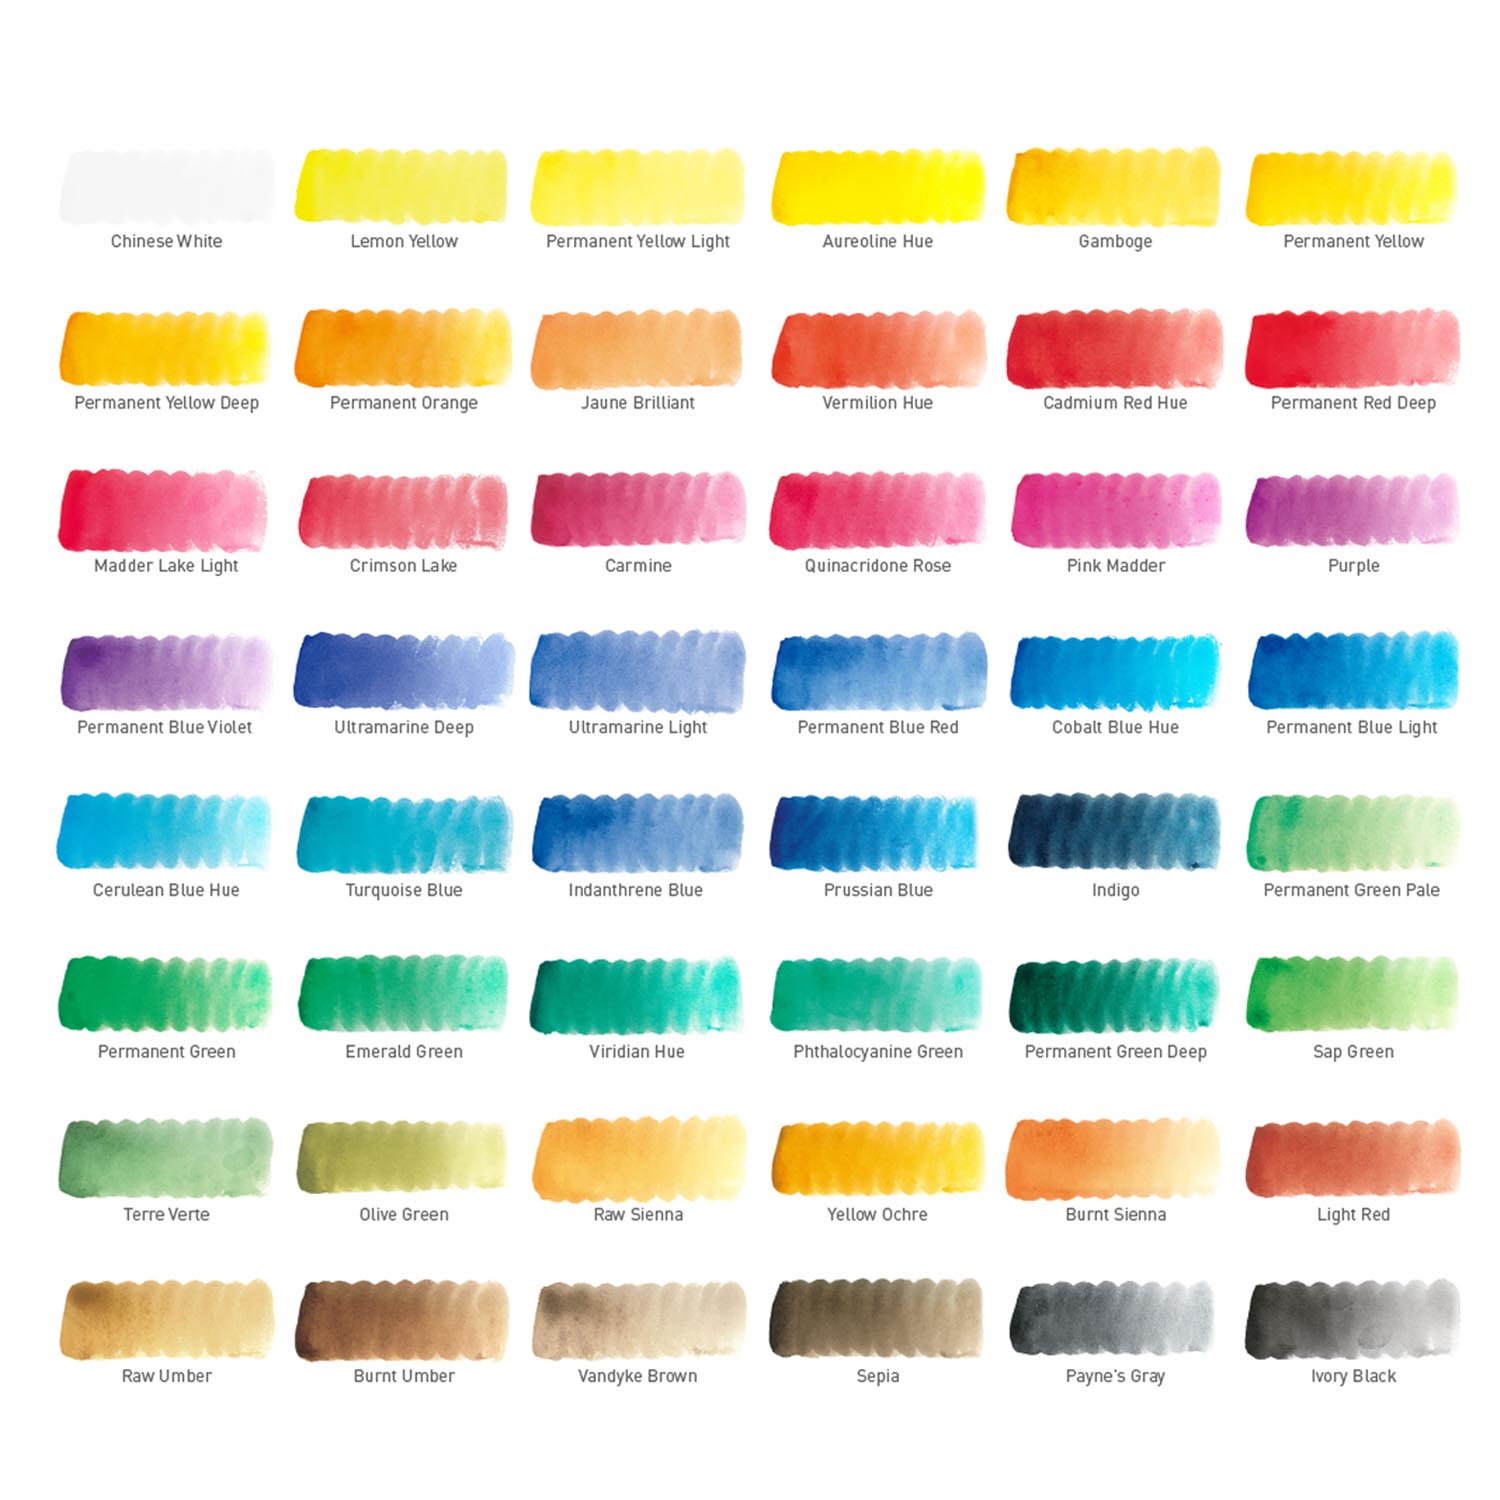 Chinese White
Lemon Yellow
Permanent Yellow Light
Aureoline Hue
Gamboge
Permanent Yellow
Permanent Yellow Deep
Permanent Orange
Jaune Brilliant
Vermilion Hue
Cadmium Red Hue
Permanent Red Deep
Madder Lake Light
Crimson Lake
Carmine
Quinacridone Rose
Pink Madder
Purple
Permanent Blue Violet
Ultramarine Deep
Ultramarine Light
Permanent Blue Red
Cobalt Blue Hue
Permanent Blue Light
Cerulean Blue Hue
Turquoise Blue
Indanthrene Blue
Prussian Blue
Indigo
Permanent Green Pale
Permanent Green
Emerald Green
Viridian Hue
Phthalocyanine Green
Permanent Green Deep
Sap Green
Terre Verte
Olive Green
Raw Sienna
Yellow Ochre
Burnt Sienna
Light Red
Raw Umber
Burnt Umber
Vandyke Brown
Sepia
Payne's Gray
Ivory Black